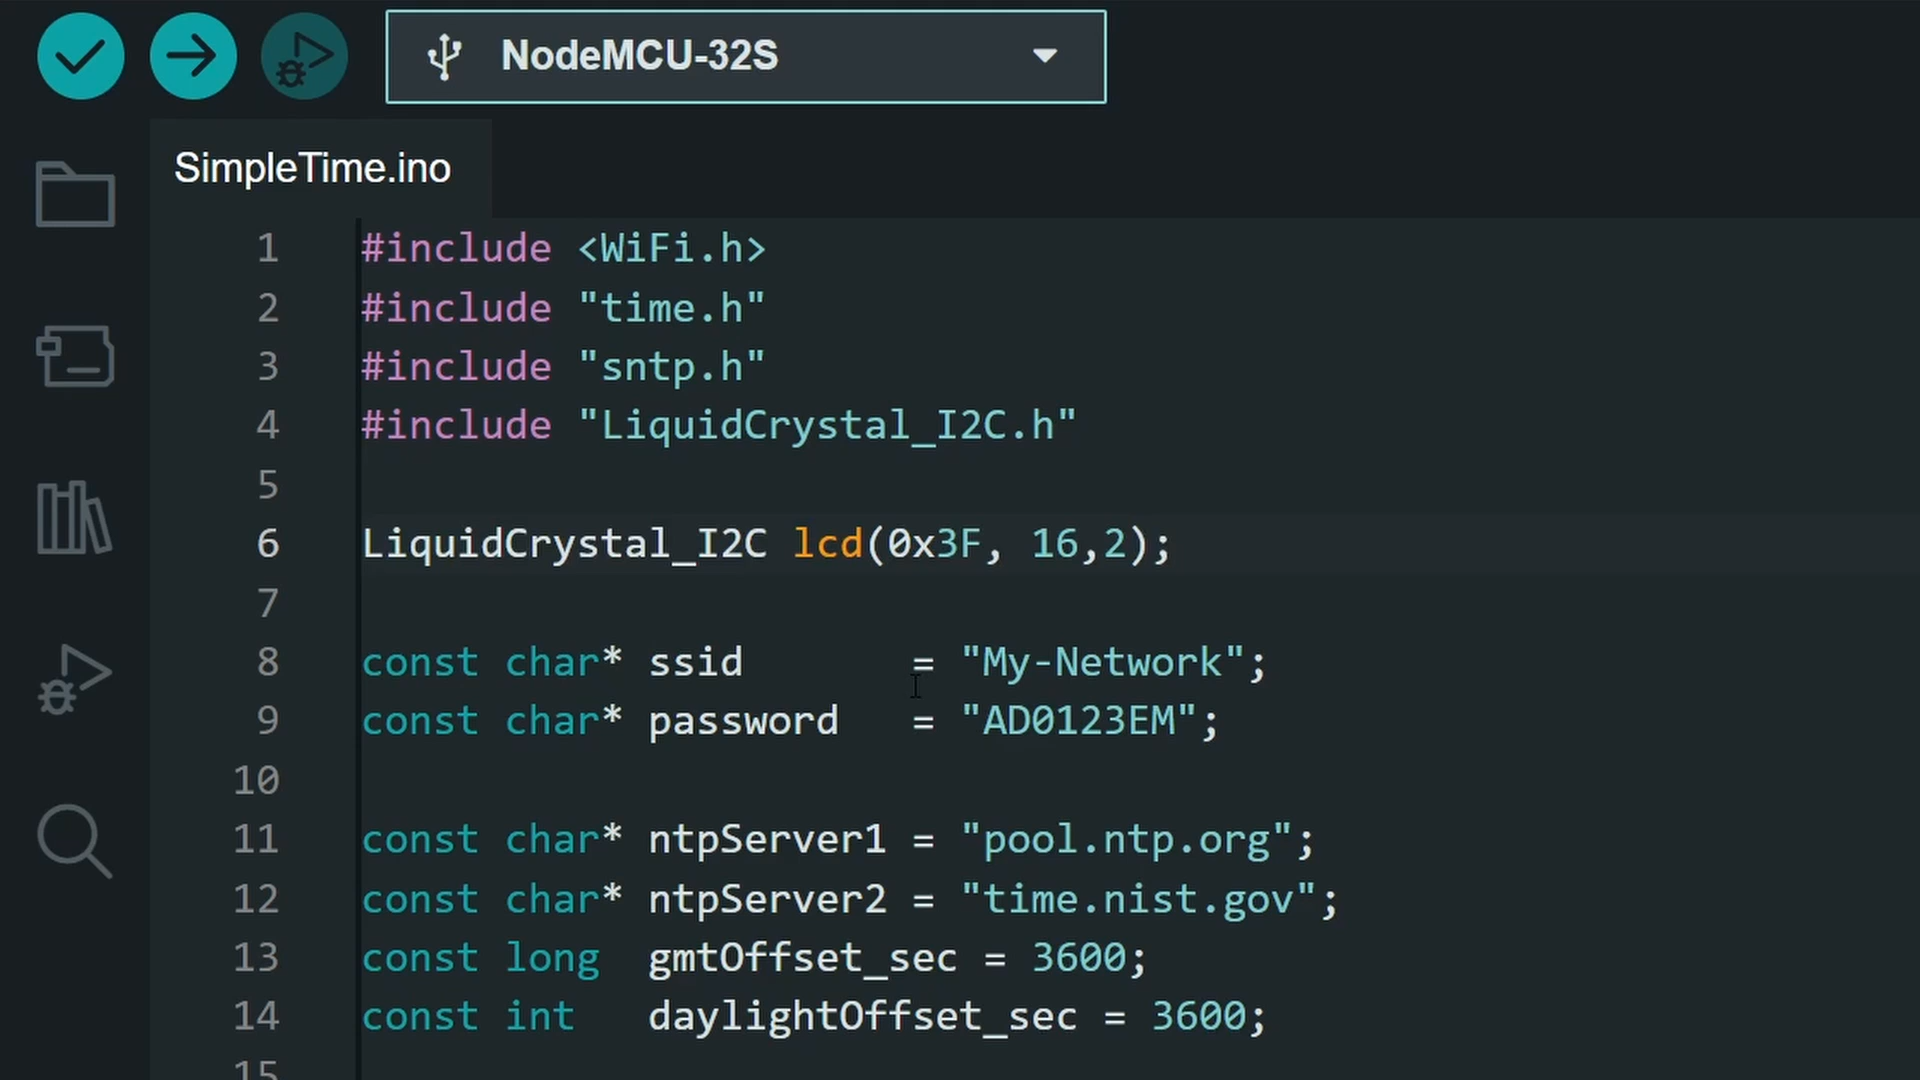 NodeMCU-32S
SimpleTime.ino
1 #include <WiFi.h>
2 #include "time.h"
3 #include "sntp.h"
4 #include "LiquidCrystal_I2C.h"
5
6 LiquidCrystal_I2C lcd(0x3F, 16,2);
7
8 const char* ssid = "My-Network";
9 const char* password = "AD0123EM";
10
11 const char* ntpServer1 = "pool.ntp.org";
12 const char* ntpServer2 = "time.nist.gov";
13 const long gmtOffset_sec = 3600;
14 const int daylightOffset_sec = 3600;
15